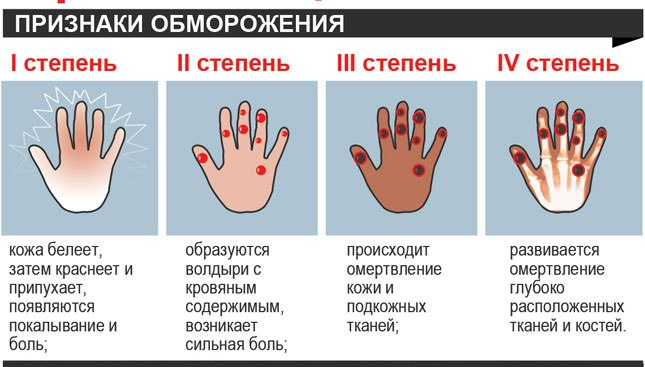 ПРИЗНАКИ ОБМОРОЖЕНИЯ
I степень
II степень
III степень
IV степень
кожа белеет,
затем краснеет и
припухает,
появляются
покалывание и
боль;
образуются
волдыри с
кровяным
содержимым,
возникает
сильная боль;
происходит
омертвление
кожи и
подкожных
тканей;
развивается
омертвление
глубоко
расположенных
тканей и костей.